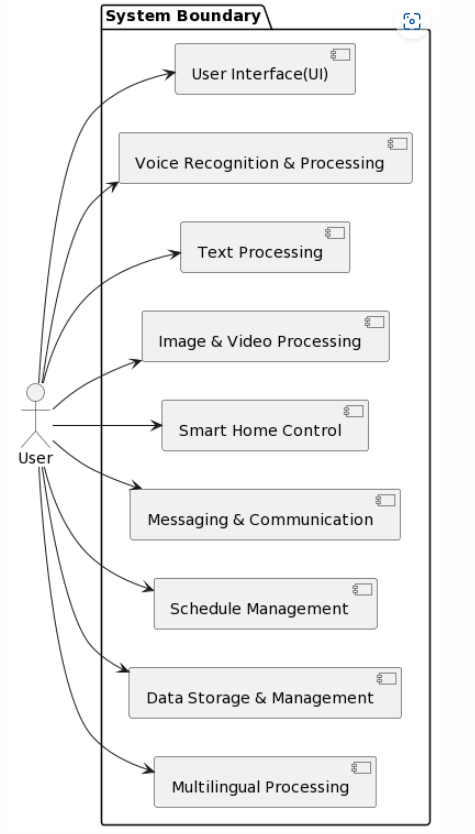 System Boundary
User Interface(UI)
Voice Recognition & Processing
Text Processing
Image & Video Processing
Smart Home Control
User
Messaging & Communication
Schedule Management
Data Storage & Management
Multilingual Processing